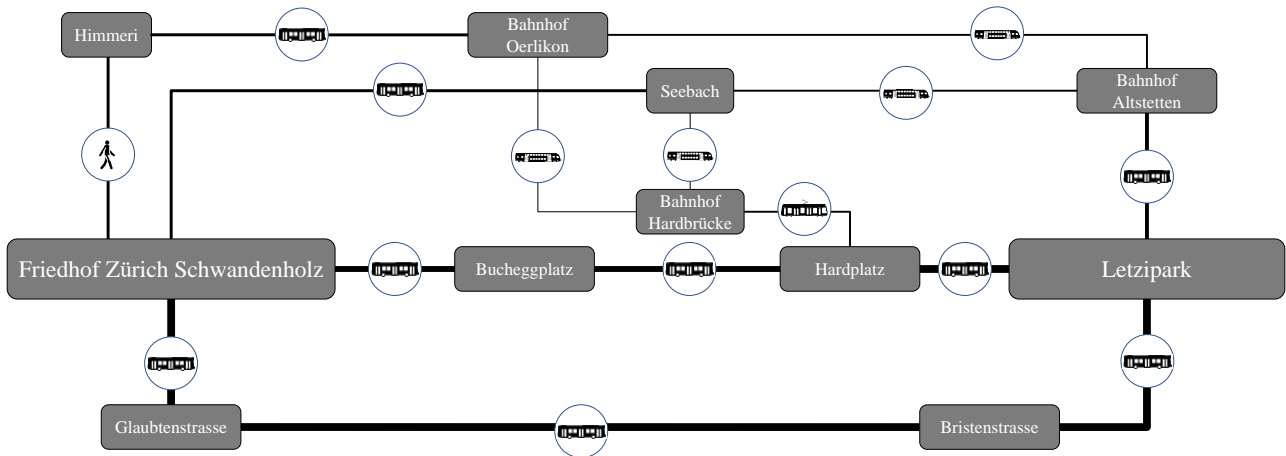 Himmeri
Bahnhof
Oerlikon
Seebach
Bahnhof
Altstetten
Bahnhof
Hardbrücke
Friedhof Zürich Schwandenholz
Bucheggplatz
Hardplatz
Letzipark
Glaubtenstrasse
Bristenstrasse